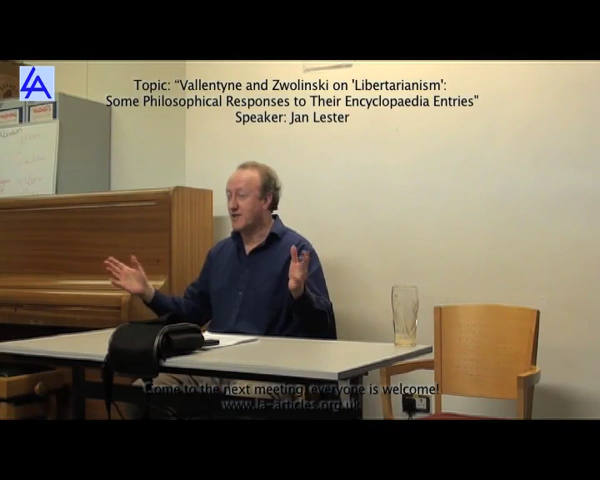 LA
Topic: “Vallentyne and Zwolinski on 'Libertarianism':
Some Philosophical Responses to Their Encyclopaedia Entries"
Speaker: Jan Lester
Come to the next meeting, everyone is welcome!
www.la-articles.org.uk